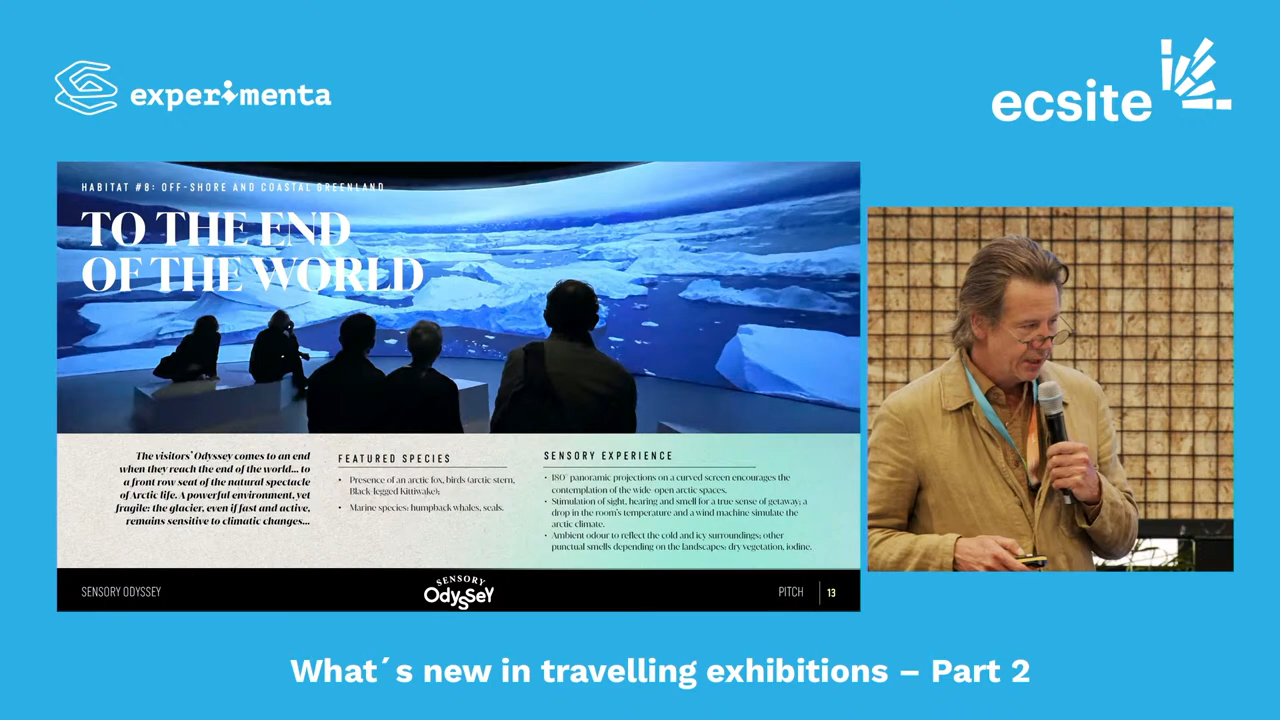 experimenta
ecsite
HABITAT #8: OFF-SHORE AND COASTAL GREENLAND
TO THE END
OF THE WORLD
The visitors' Odyssey comes to an end
when they reach the end of the world... to
a front row seat of the natural spectacle
of Arctic life. A powerful environment, yet
fragile: the glacier, even if fast and active,
remains sensitive to climatic changes...
FEATURED SPECIES
• Presence of an arctic fox, birds (arctic stern,
Black-legged Kittiwake);
• Marine species: humpback whales, seals.
SENSORY EXPERIENCE
• 180° panoramic projections on a curved screen encourages the
contemplation of the wide-open arctic spaces.
• Stimulation of sight, hearing and smell for a true sense of getaway; a
drop in the room's temperature and a wind machine simulate the
arctic climate.
• Ambient odour to reflect the cold and icy surroundings; other
punctual smells depending on the landscapes: dry vegetation, iodine.
SENSORY ODYSSEY
SENSORY
OdySSeY
PITCH 13
What´s new in travelling exhibitions – Part 2